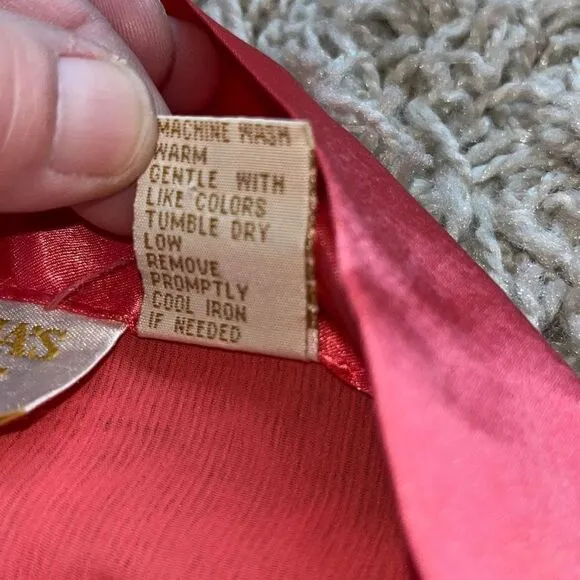 MACHINE WASH
WARM
GENTLE WITH
LIKE COLORS
TUMBLE DRY
LOW
REMOVE
PROMPTLY
COOL IRON
IF NEEDED
A'S